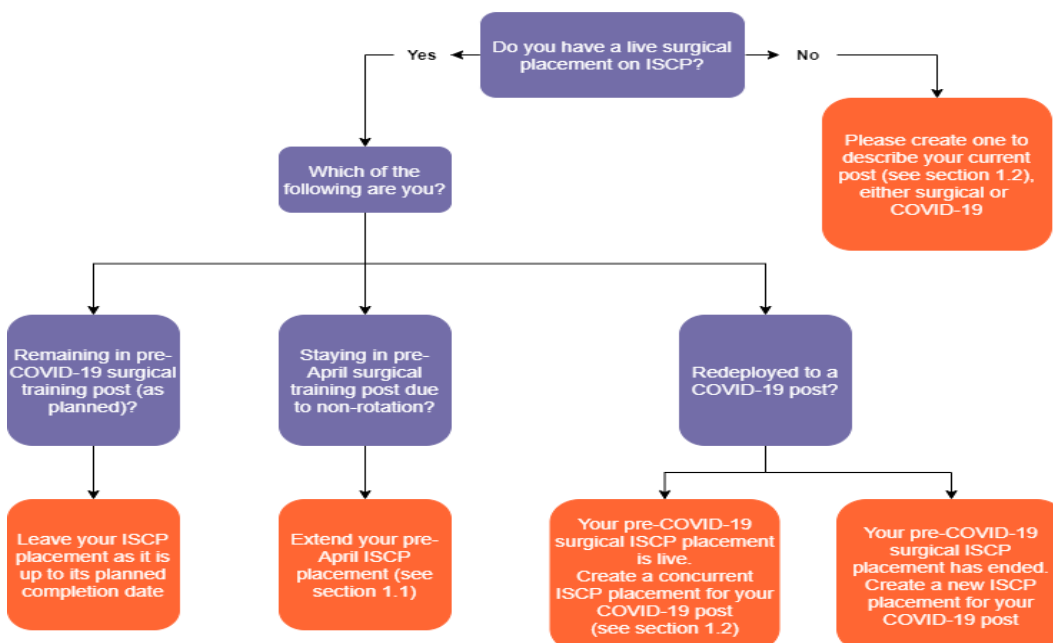 Do you have a live surgical
placement on ISCP?
Yes
No
Please create one to
describe your current
post (see section 1.2),
either surgical or
COVID-19
Which of the
following are you?
Remaining in pre-
COVID-19 surgical
training post (as
planned)?
Staying in pre-
April surgical
training post due
to non-rotation?
Redeployed to a
COVID-19 post?
Leave your ISCP
placement as it is
up to its planned
completion date
Extend your pre-
April ISCP
placement (see
section 1.1)
Your pre-COVID-19
surgical ISCP placement
is live.
Create a concurrent
ISCP placement for your
COVID-19 post
(see section 1.2)
Your pre-COVID-19
surgical ISCP
placement has ended.
Create a new ISCP
placement for your
COVID-19 post